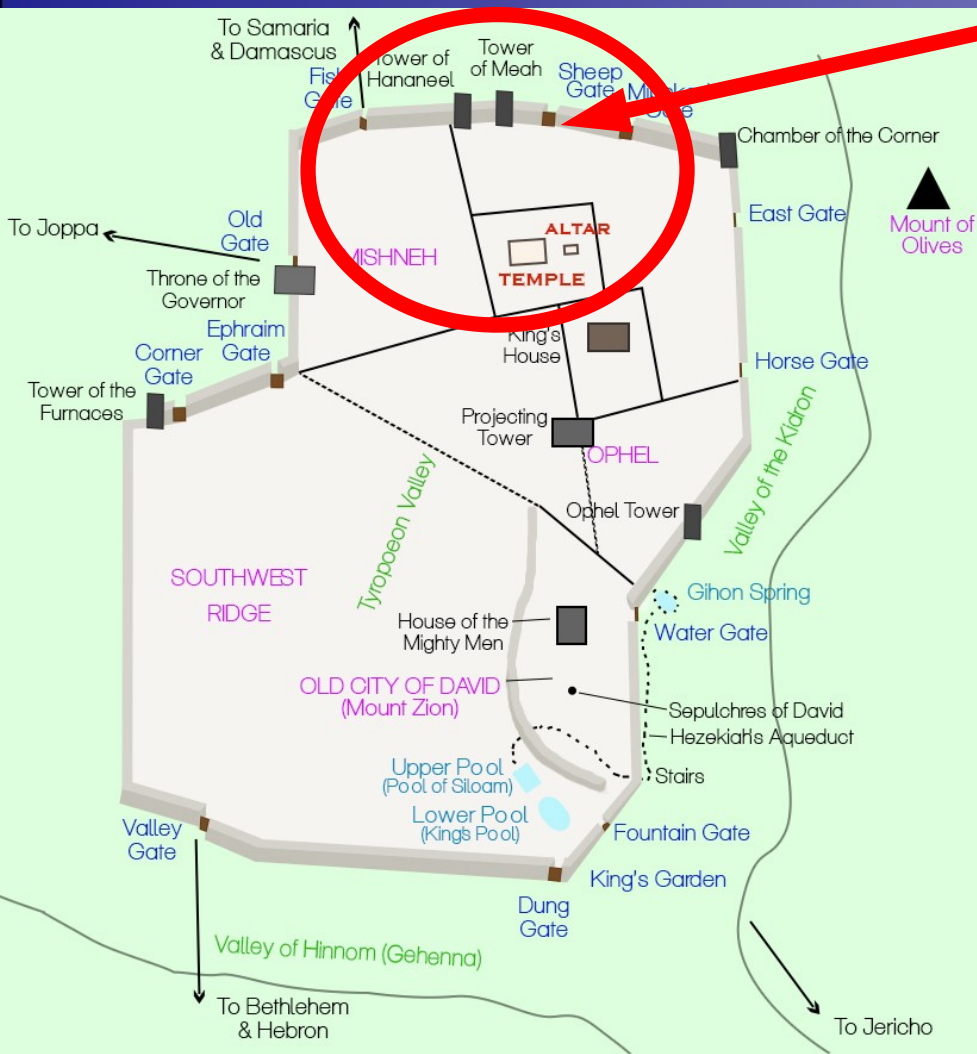 To Samaria
& Damascus
Tower of
Hananeel
Tower
of Meah
Fish
Gate
Sheep
Gate
Gate
Chamber of the Corner
To Joppa
Old
Gate
East Gate
Mount of
Olives
MISHNEH
ALTAR
TEMPLE
Throne of the
Governor
Ephraim
Gate
Corner
Gate
King's
House
Horse Gate
Tower of the
Furnaces
Projecting
Tower
OPHEL
Valley of the Kidron
Tyropoeon Valley
Ophel Tower
SOUTHWEST
RIDGE
Gihon Spring
House of the
Mighty Men
Water Gate
OLD CITY OF DAVID
(Mount Zion)
Sepulchres of David
Hezekiah's Aqueduct
Stairs
Upper Pool
(Pool of Siloam)
Lower Pool
(King's Pool)
Valley
Gate
Fountain Gate
King's Garden
Dung
Gate
Valley of Hinnom (Gehenna)
To Bethlehem
& Hebron
To Jericho